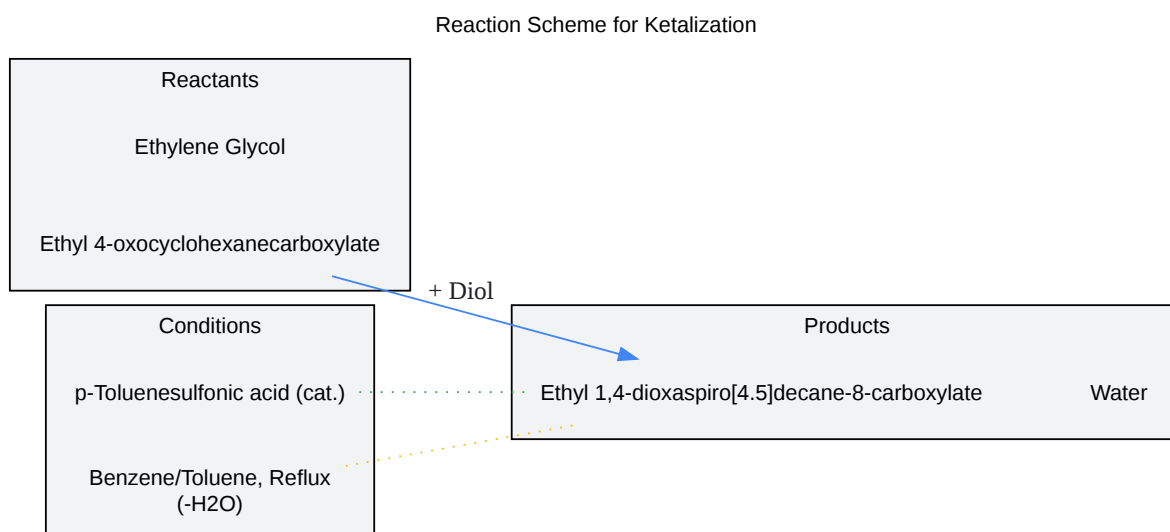 Reaction Scheme for Ketalization
Reactants
Ethylene Glycol
Ethyl 4-oxocyclohexanecarboxylate
+ Diol
Conditions
p-Toluenesulfonic acid (cat.)
Benzene/Toluene, Reflux
(-H2O)
Products
Ethyl 1,4-dioxaspiro[4.5]decane-8-carboxylate
Water